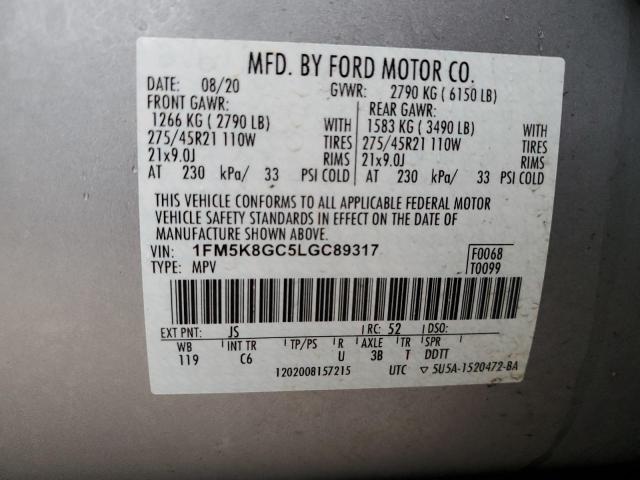 MFD. BY FORD MOTOR CO.
DATE: 08/20 GVWR: 2790 KG ( 6150 LB)
FRONT GAWR: REAR GAWR:
1266 KG ( 2790 LB) WITH 1583 KG ( 3490 LB) WITH
275/45R21 110W TIRES 275/45R21 110W TIRES
21x9.0J RIMS 21x9.0J RIMS
AT 230 kPa/ 33 PSI COLD AT 230 kPa/ 33 PSI COLD
THIS VEHICLE CONFORMS TO ALL APPLICABLE FEDERAL MOTOR
VEHICLE SAFETY STANDARDS IN EFFECT ON THE DATE OF
MANUFACTURE SHOWN ABOVE.
VIN: 1FM5K8GC5LGC89317 F0068
TYPE: MPV T0099
EXT PNT: JS RC: 52 DSO:
WB INT TR TP/PS R AXLE TR SPR
119 C6 U 3B T DDTT
1202008157215 UTC ▽ 5U5A-1520472-BA